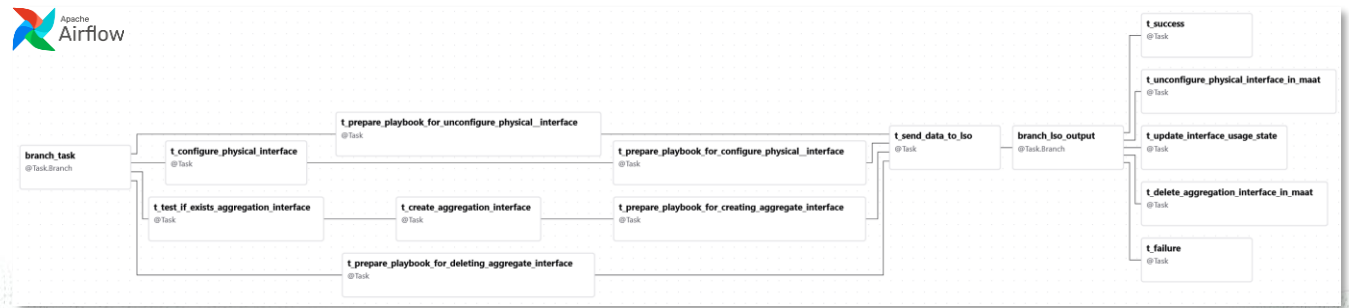 Apache
Airflow
branch_task
@Task.Branch
t_prepare_playbook_for_unconfigure_physical__interface
@Task
t_configure_physical_interface
@Task
t_prepare_playbook_for_configure_physical__interface
@Task
t_test_if_exists_aggregation_interface
@Task
t_create_aggregation_interface
@Task
t_prepare_playbook_for_creating_aggregate_interface
@Task
t_prepare_playbook_for_deleting_aggregate_interface
@Task
t_send_data_to_lso
@Task
branch_lso_output
@Task.Branch
t_success
@Task
t_unconfigure_physical_interface_in_maat
@Task
t_update_interface_usage_state
@Task
t_delete_aggregation_interface_in_maat
@Task
t_failure
@Task